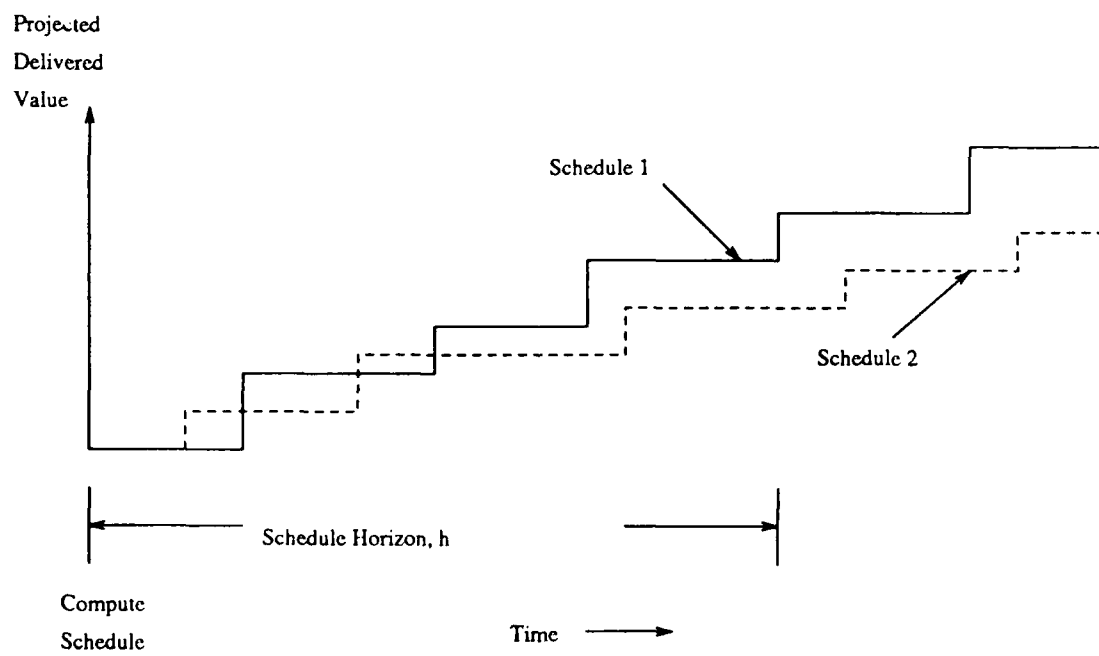 Projected
Delivered
Value
Schedule 1
Schedule 2
Schedule Horizon, h
Compute
Schedule
Time